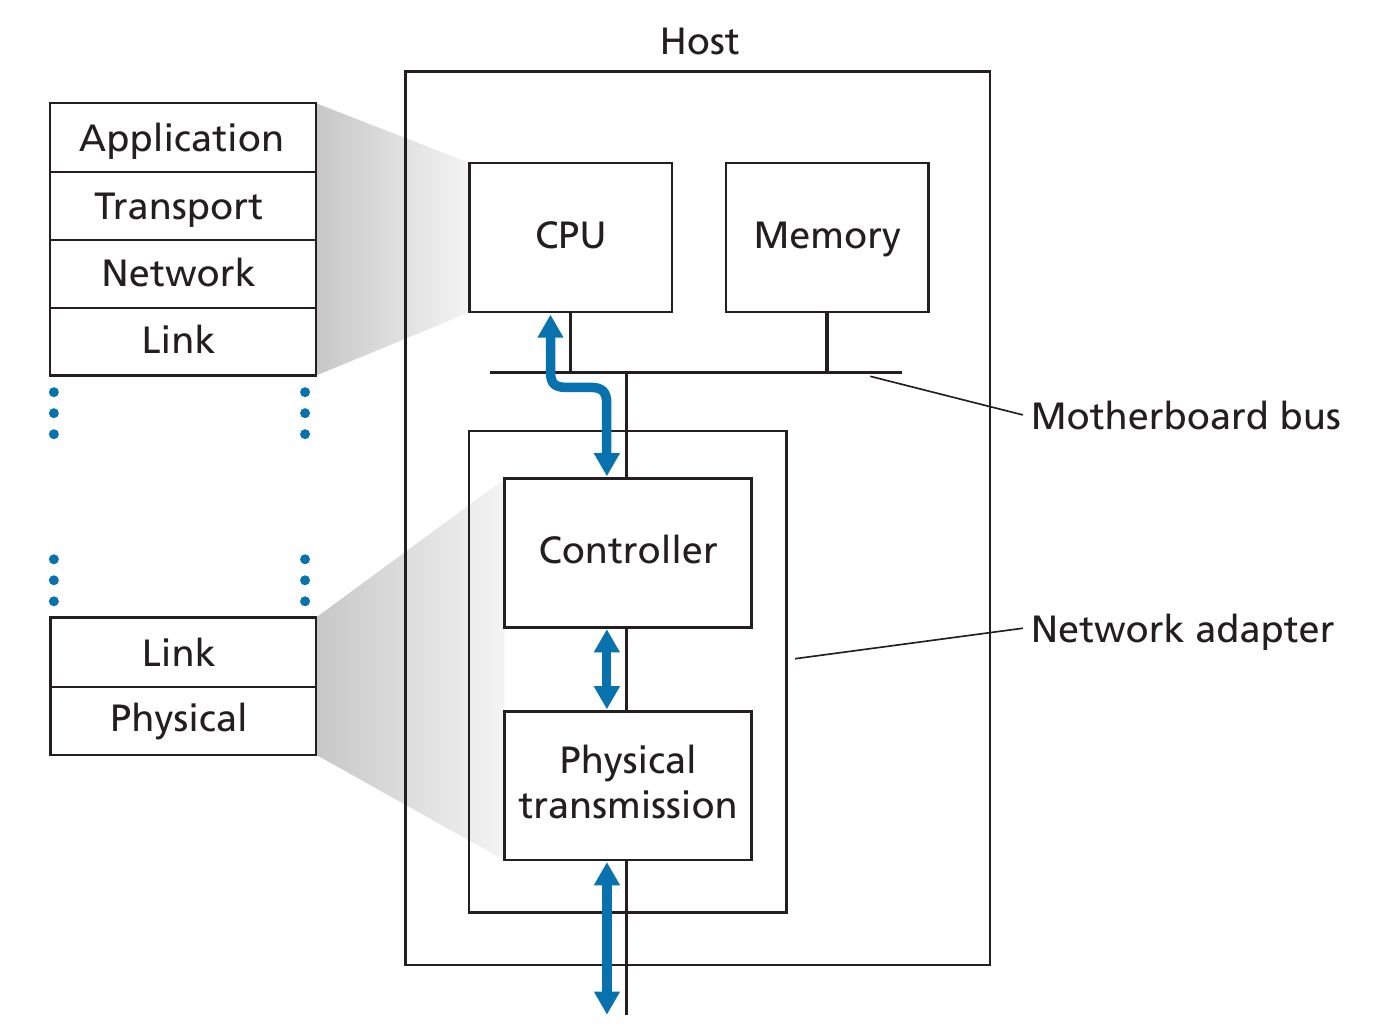 Host
Application
Transport
Network
Link
CPU
Memory
Motherboard bus
Controller
Network adapter
Link
Physical
Physical
transmission